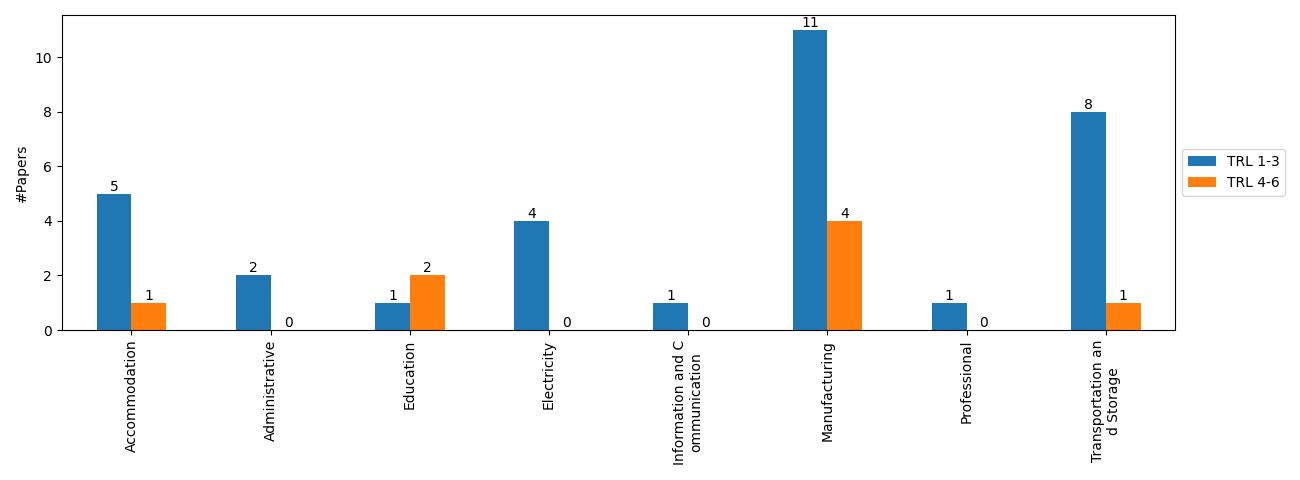 11
10
8
8
#Papers
6
5
4
4
4
2
2
2
1
1
1
1
1
0
0
0
0
0
TRL 1-3
TRL 4-6
Accommodation
Administrative
Education
Electricity
Information and C
ommunication
Manufacturing
Professional
Transportation an
d Storage